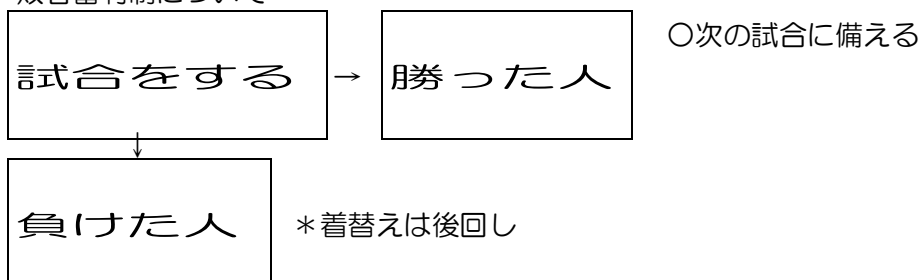 試合をする → 勝った人 ○次の試合に備える
↓
負けた人 *着替えは後回し